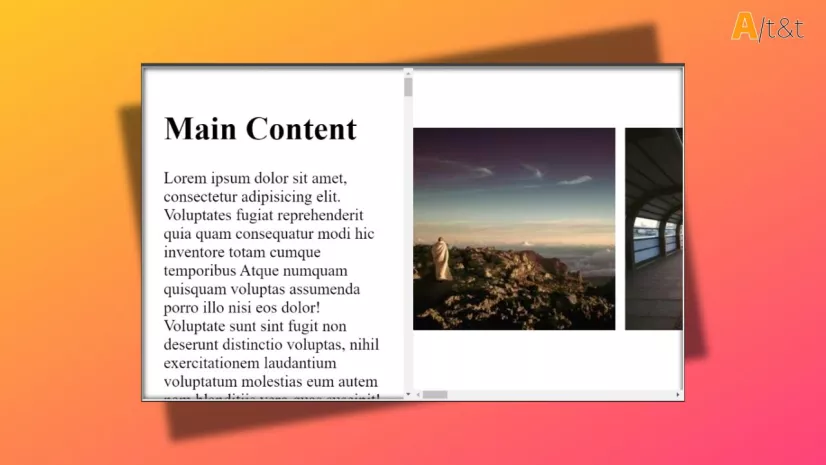 A/t&t
Main Content
Lorem ipsum dolor sit amet,
consectetur adipisicing elit.
Voluptates fugiat reprehenderit
quia quam consequatur modi hic
inventore totam cumque
temporibus Atque numquam
quisquam voluptas assumenda
porro illo nisi eos dolor!
Voluptate sunt sint fugit non
deserunt distinctio voluptas, nihil
exercitationem laudantium
voluptatum molestias eum autem